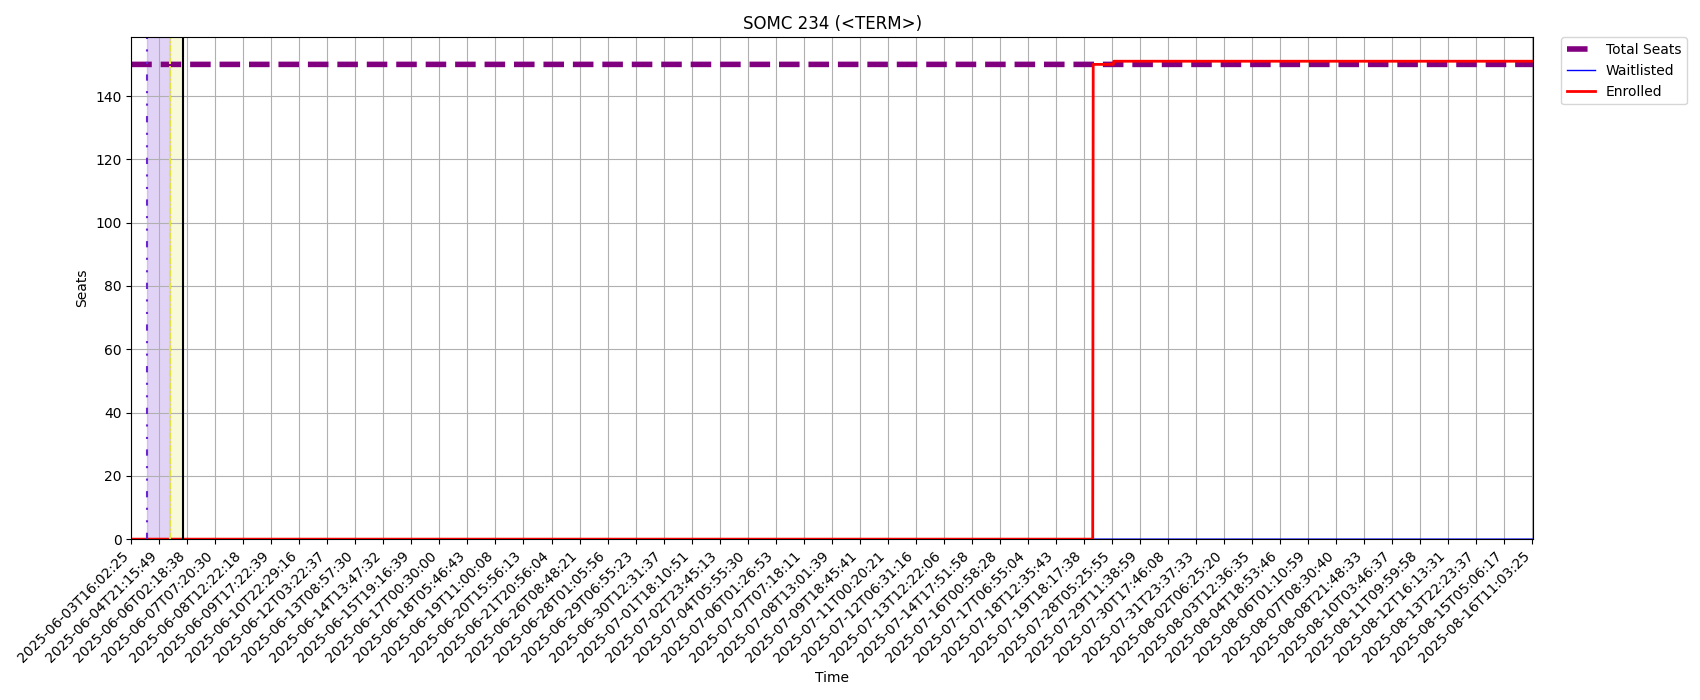 SOMC 234 (<TERM>)
Total Seats
Waitlisted
Enrolled
Seats
140
120
100
80
60
40
20
0
2025-06-03T16:02:25
2025-06-04T21:15:49
2025-06-06T02:18:38
2025-06-07T07:20:30
2025-06-08T12:22:18
2025-06-09T17:22:39
2025-06-10T22:29:16
2025-06-12T03:22:37
2025-06-13T08:57:30
2025-06-14T13:47:32
2025-06-15T19:16:39
2025-06-17T00:30:00
2025-06-18T05:46:43
2025-06-19T11:00:08
2025-06-20T15:56:13
2025-06-21T20:56:04
2025-06-26T08:48:21
2025-06-28T01:05:56
2025-06-29T06:55:23
2025-06-30T12:31:37
2025-07-01T18:10:51
2025-07-02T23:45:13
2025-07-04T05:55:30
2025-07-06T01:26:53
2025-07-07T07:18:11
2025-07-08T13:01:39
2025-07-09T18:45:41
2025-07-11T00:20:21
2025-07-12T06:31:16
2025-07-13T12:22:06
2025-07-14T17:51:58
2025-07-16T00:58:28
2025-07-17T06:55:04
2025-07-18T12:35:43
2025-07-19T18:17:38
2025-07-28T05:25:55
2025-07-29T11:38:59
2025-07-30T17:46:08
2025-07-31T23:37:33
2025-08-02T06:25:20
2025-08-03T12:36:35
2025-08-04T18:53:46
2025-08-06T01:10:59
2025-08-07T08:30:40
2025-08-08T21:48:33
2025-08-10T03:46:37
2025-08-11T09:59:58
2025-08-12T16:13:31
2025-08-13T22:23:37
2025-08-15T05:06:17
2025-08-16T11:03:25
Time